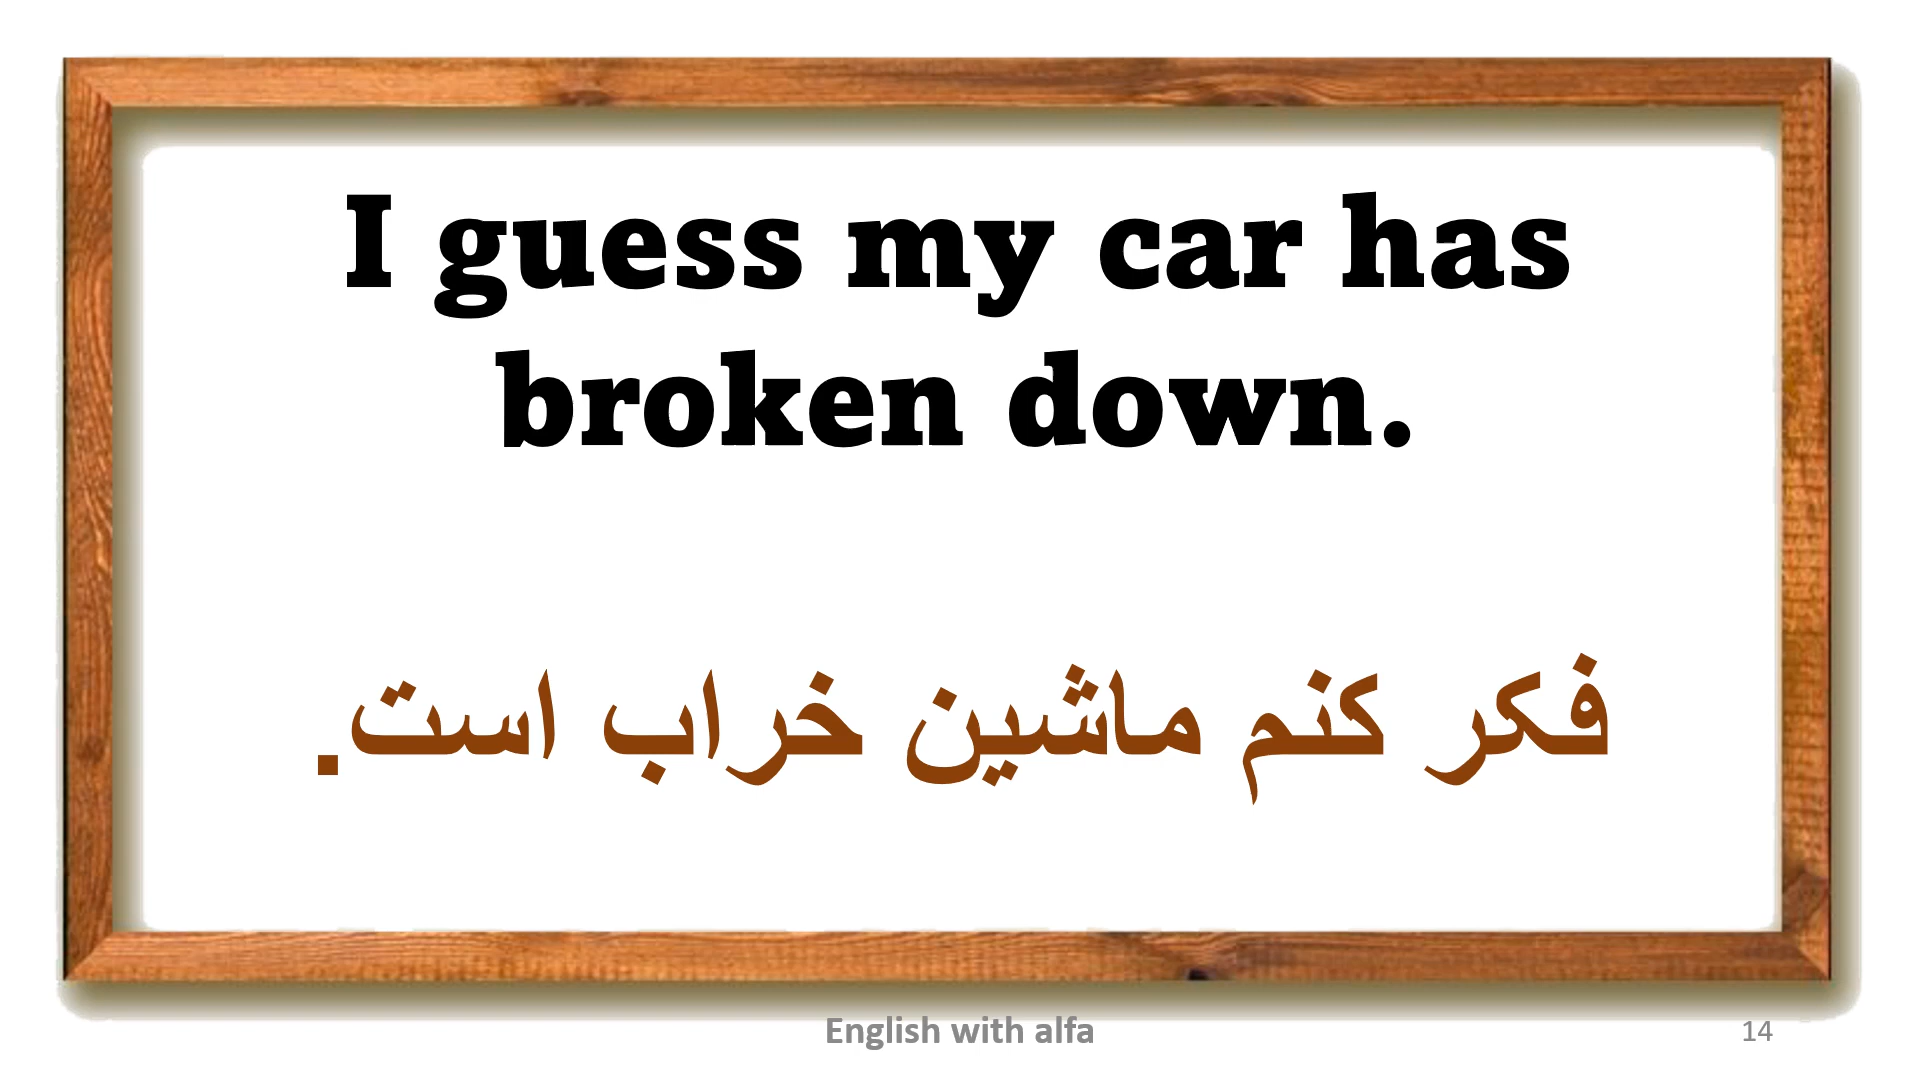 I guess my car has
broken down.
فکر کنم ماشین خراب است.
English with alfa
14